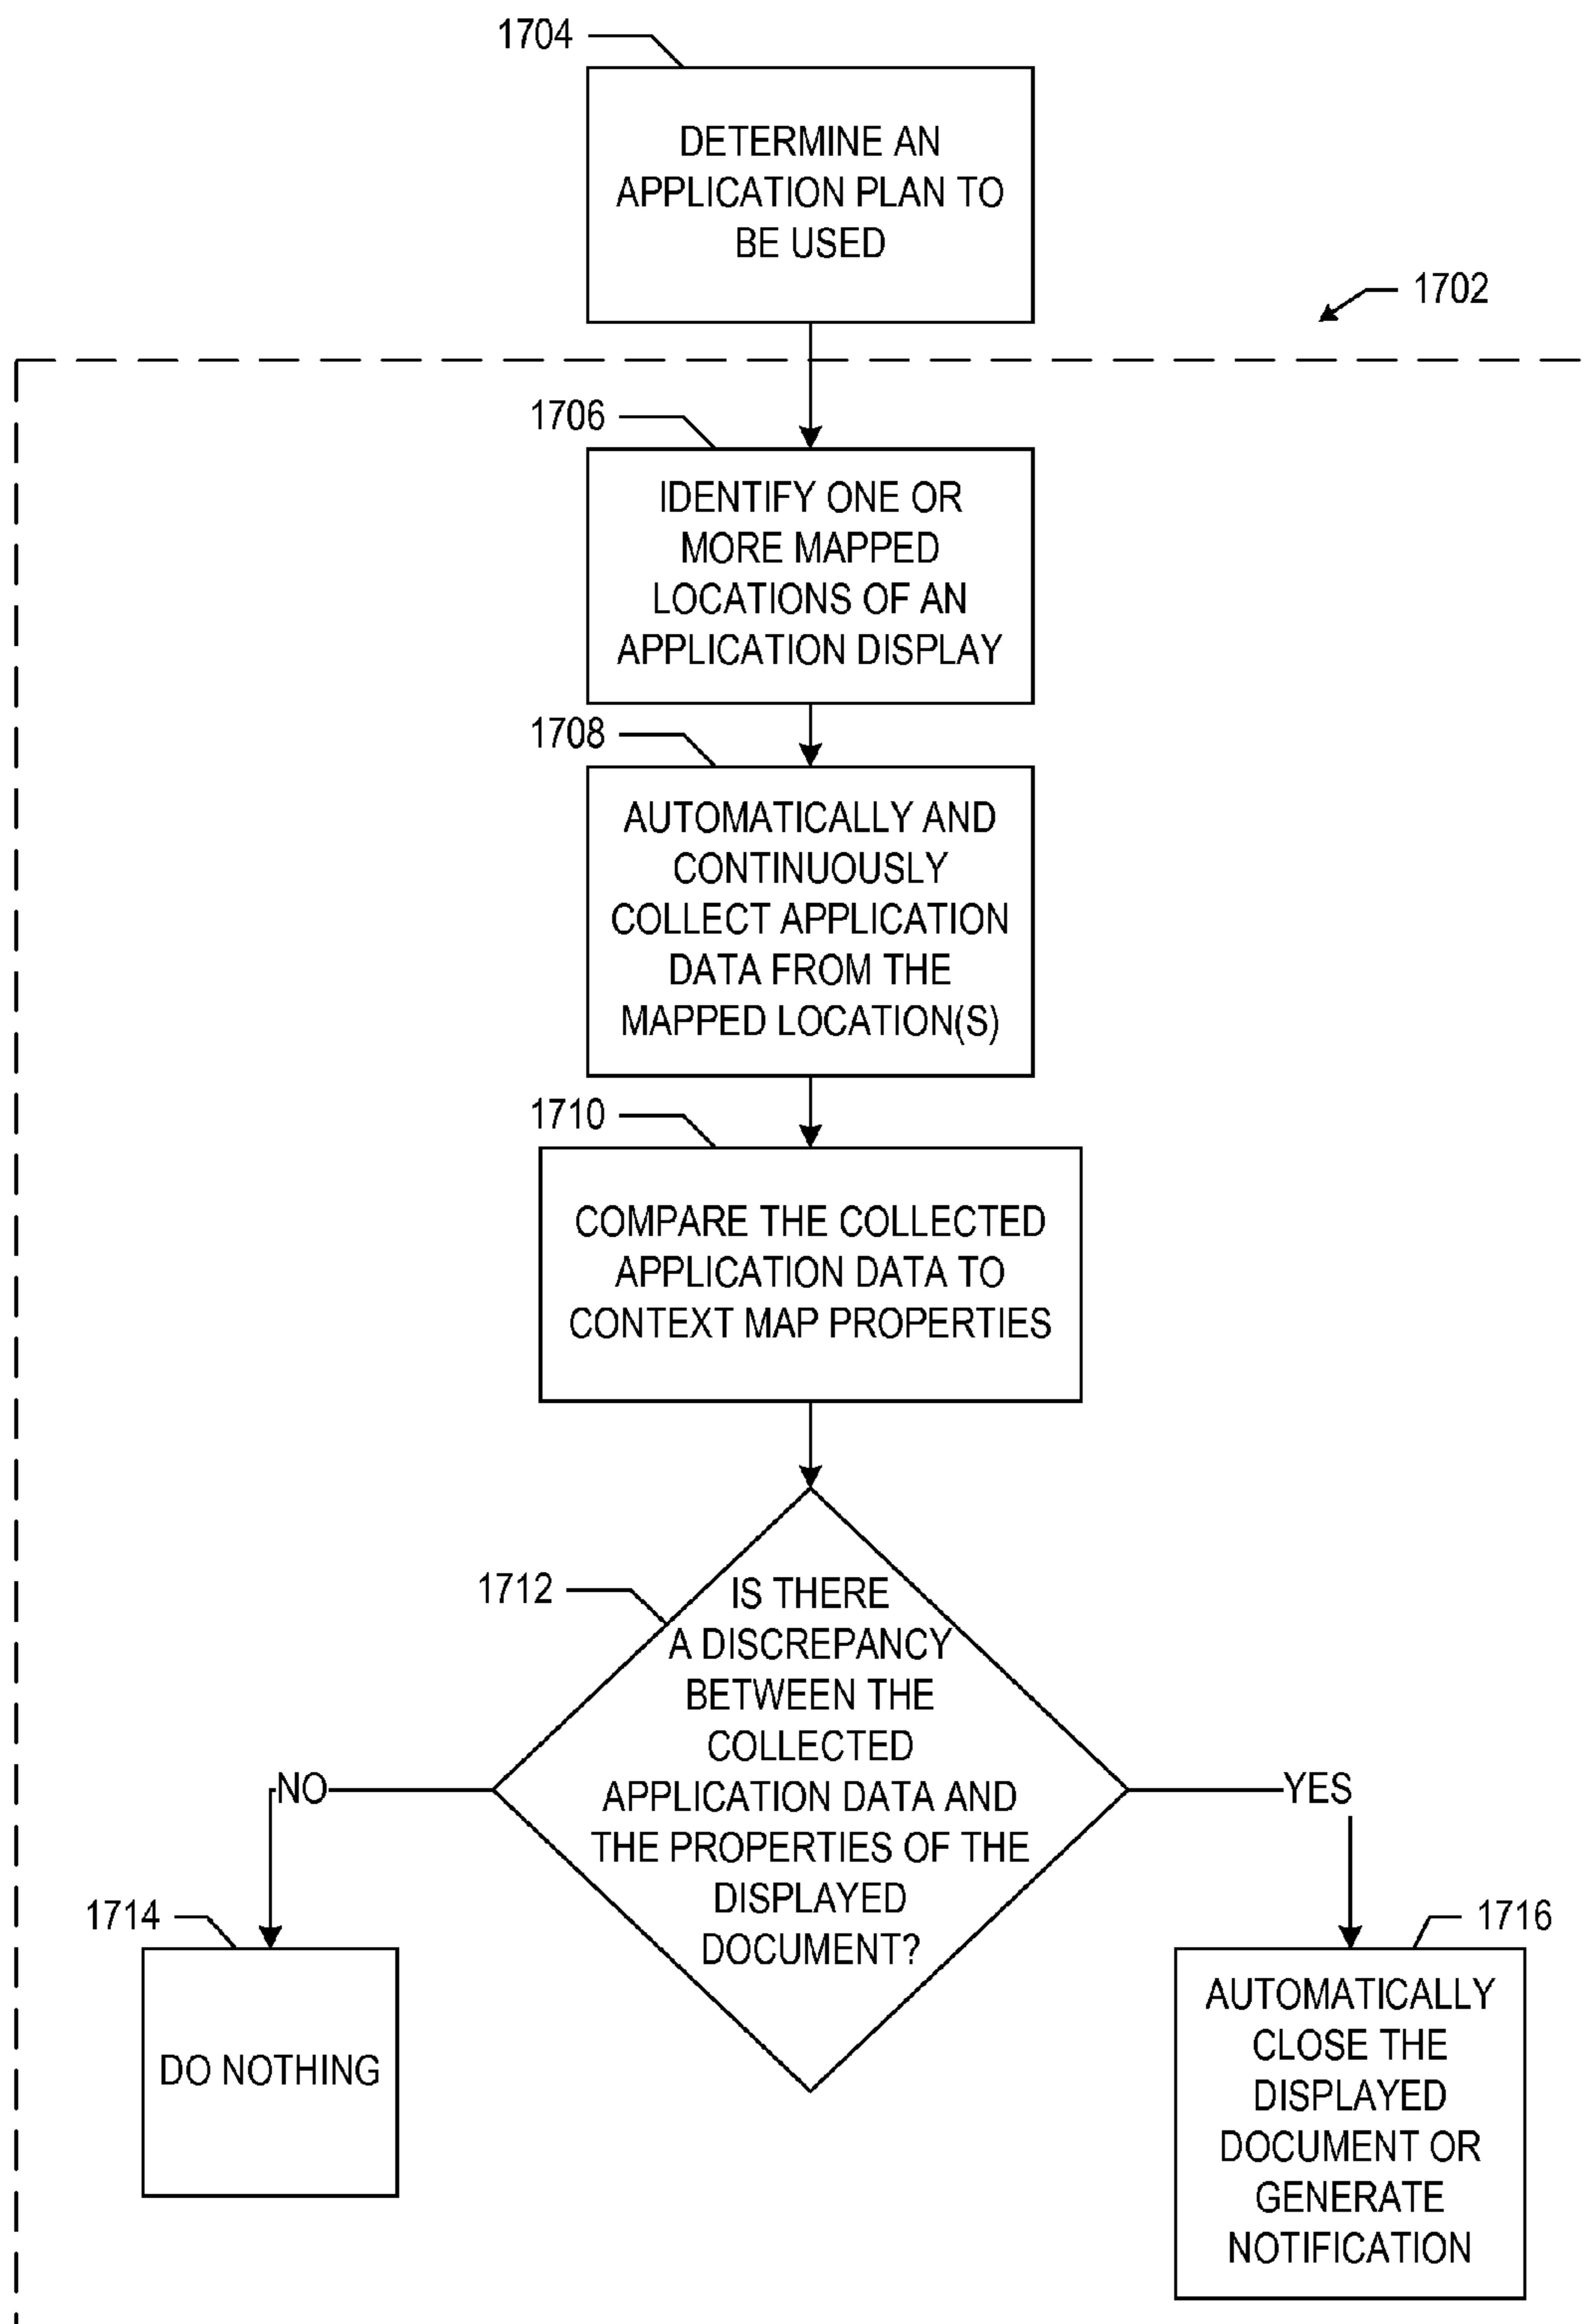 1704
DETERMINE AN
APPLICATION PLAN TO
BE USED
1702
1706
IDENTIFY ONE OR
MORE MAPPED
LOCATIONS OF AN
APPLICATION DISPLAY
1708
AUTOMATICALLY AND
CONTINUOUSLY
COLLECT APPLICATION
DATA FROM THE
MAPPED LOCATION(S)
1710
COMPARE THE COLLECTED
APPLICATION DATA TO
CONTEXT MAP PROPERTIES
1712
IS THERE
A DISCREPANCY
BETWEEN THE
COLLECTED
APPLICATION DATA AND
THE PROPERTIES OF THE
DISPLAYED
DOCUMENT?
NO
YES
1714
DO NOTHING
1716
AUTOMATICALLY
CLOSE THE
DISPLAYED
DOCUMENT OR
GENERATE
NOTIFICATION